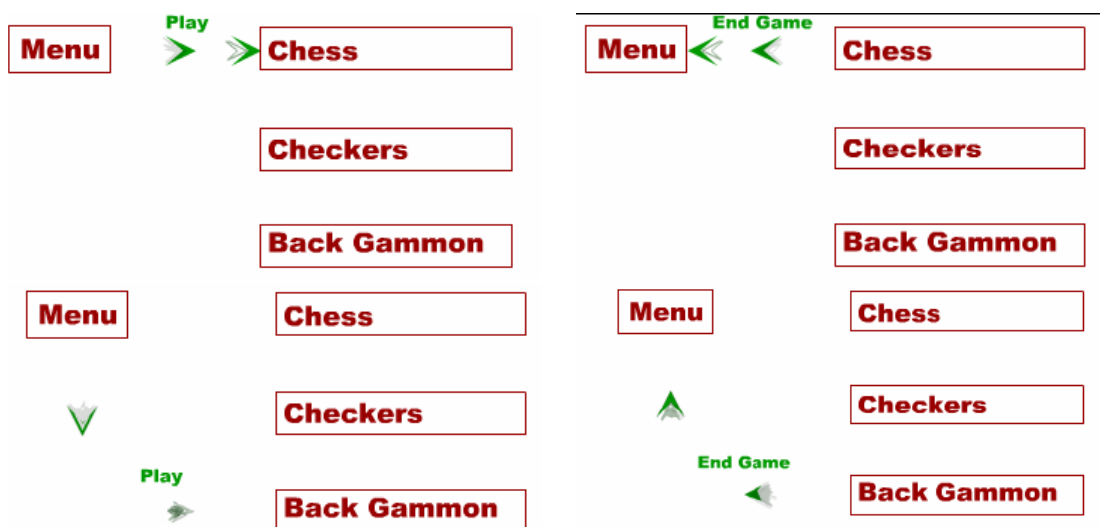 Play
Menu
Chess
Checkers
Back Gammon
End Game
Menu
Chess
Checkers
Back Gammon
Menu
Chess
Checkers
Play
Back Gammon
Menu
Chess
Checkers
End Game
Back Gammon